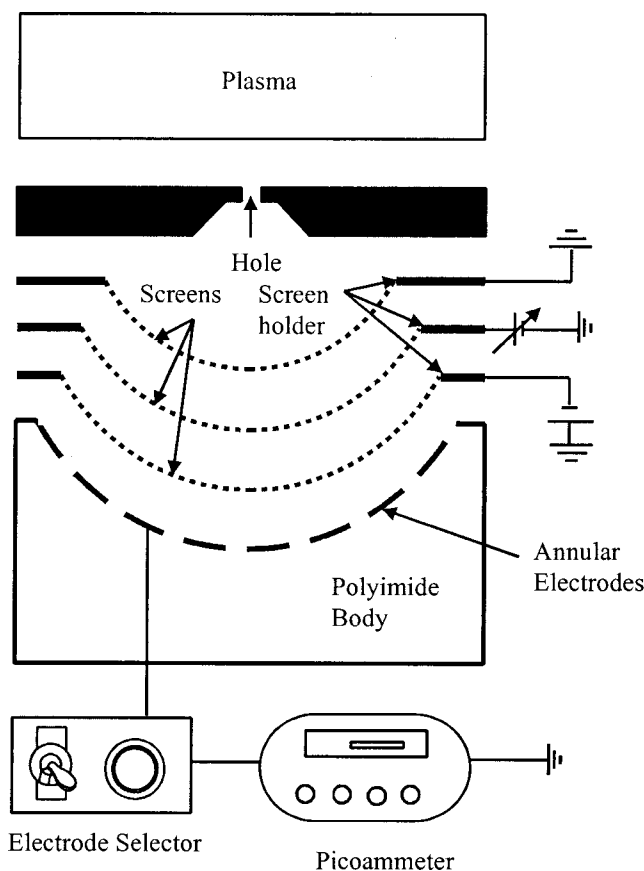 Plasma
Hole
Screens
Screen
holder
Annular
Electrodes
Polyimide
Body
Electrode Selector
Picoammeter